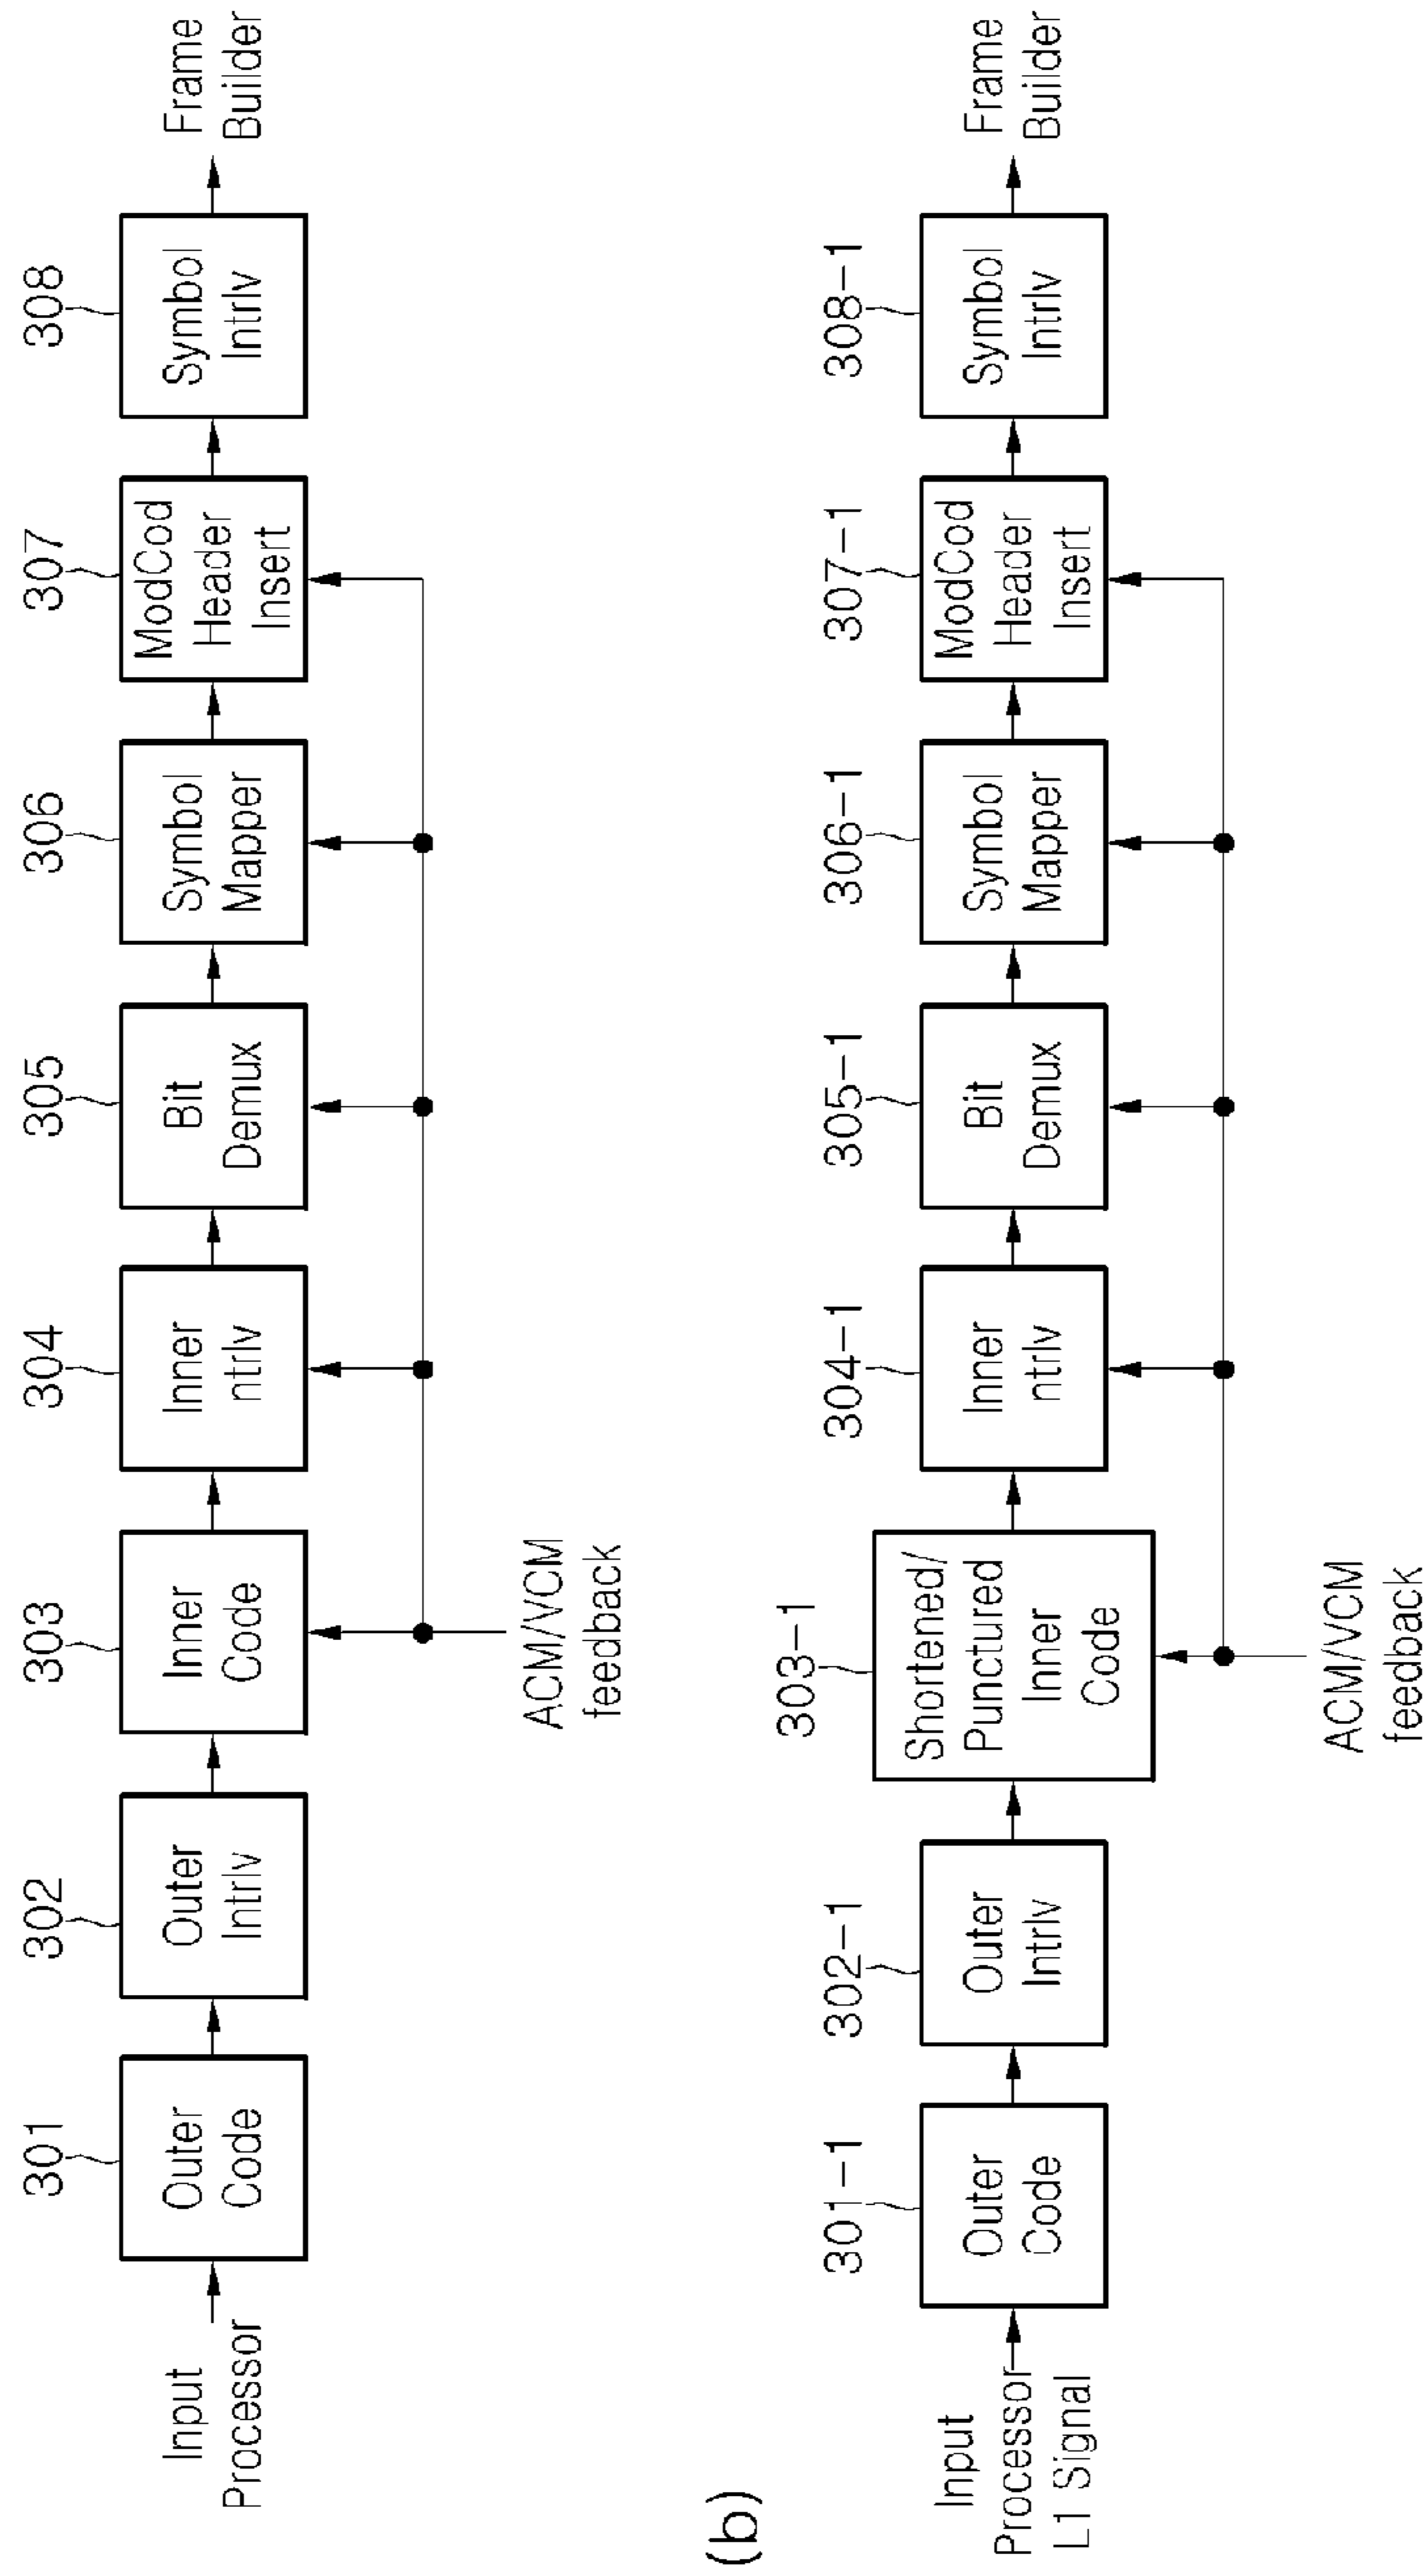 301
302
303
304
305
306
307
308
Input
Processor
Outer
Code
Outer
Intrlv
Inner
Code
Inner
ntrlv
Bit
Demux
Symbol
Mapper
ModCod
Header
Insert
Symbol
Intrlv
Frame
Builder
ACM/VCM
feedback
(b)
301-1
302-1
303-1
304-1
305-1
306-1
307-1
308-1
Input
Processor
L1 Signal
Outer
Code
Outer
Intrlv
Shortened/
Punctured
Inner
Code
Inner
ntrlv
Bit
Demux
Symbol
Mapper
ModCod
Header
Insert
Symbol
Intrlv
Frame
Builder
ACM/VCM
feedback